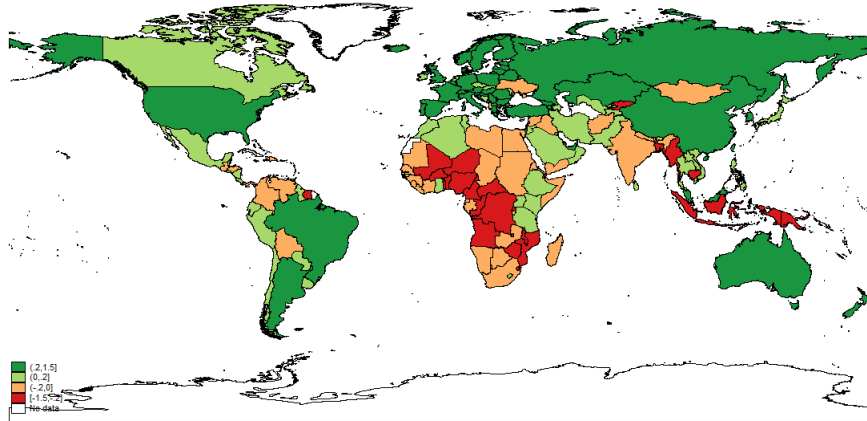 (.2,1.5]
(0,.2]
(-.2,0]
[-1.5,-.2]
No data